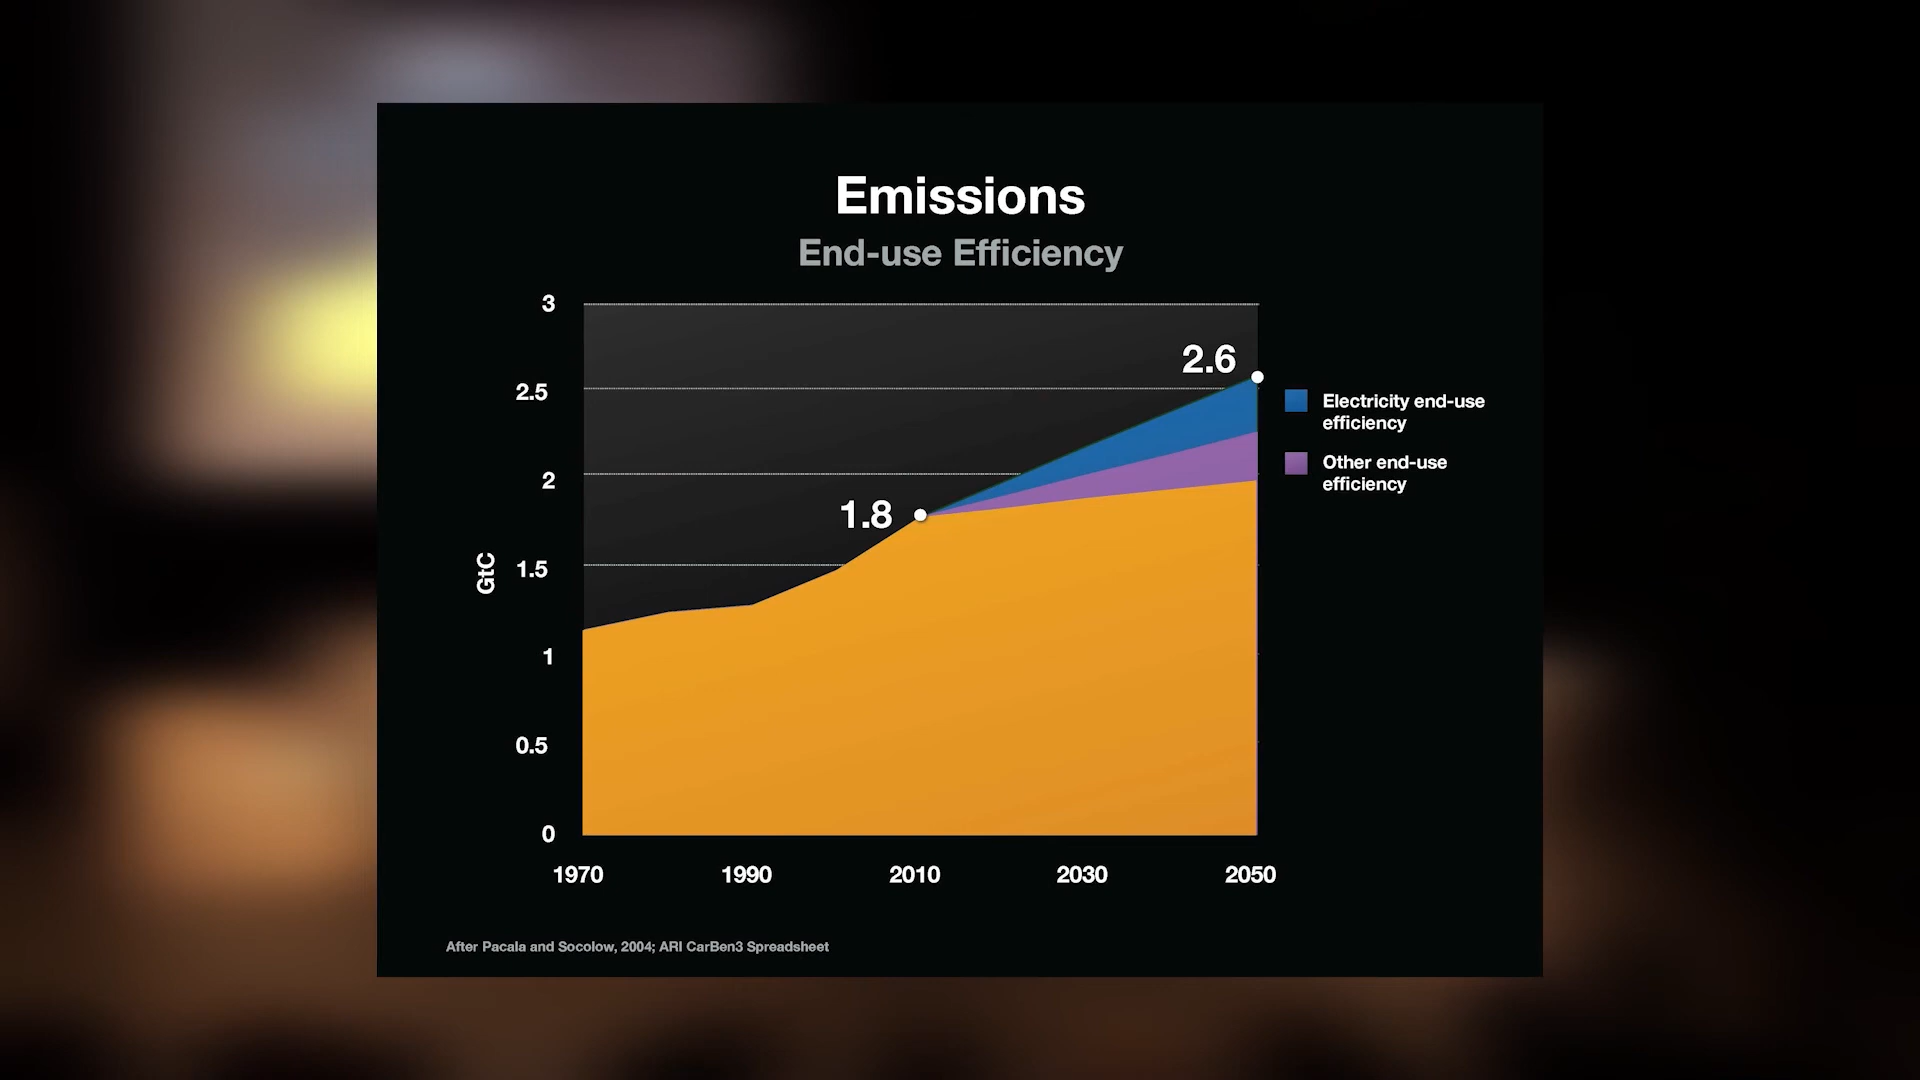 Emissions
End-use Efficiency
3
2.5
2
1.5
1
0.5
0
GtC
1.8
2.6
Electricity end-use
efficiency
Other end-use
efficiency
1970 1990 2010 2030 2050
After Pacala and Socolow, 2004; ARI CarBen3 Spreadsheet